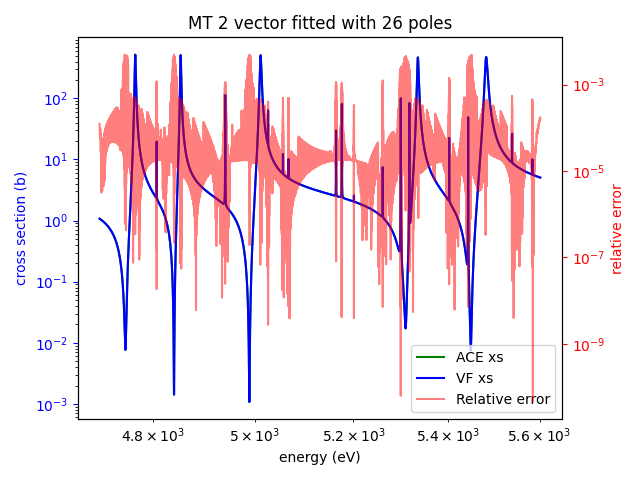 MT 2 vector fitted with 26 poles
cross section (b)
10²
10¹
10⁰
10⁻¹
10⁻²
10⁻³
10⁻³
10⁻⁵
10⁻⁷
10⁻⁹
relative error
ACE xs
VF xs
Relative error
4.8 × 10³ 5 × 10³ 5.2 × 10³ 5.4 × 10³ 5.6 × 10³
energy (eV)